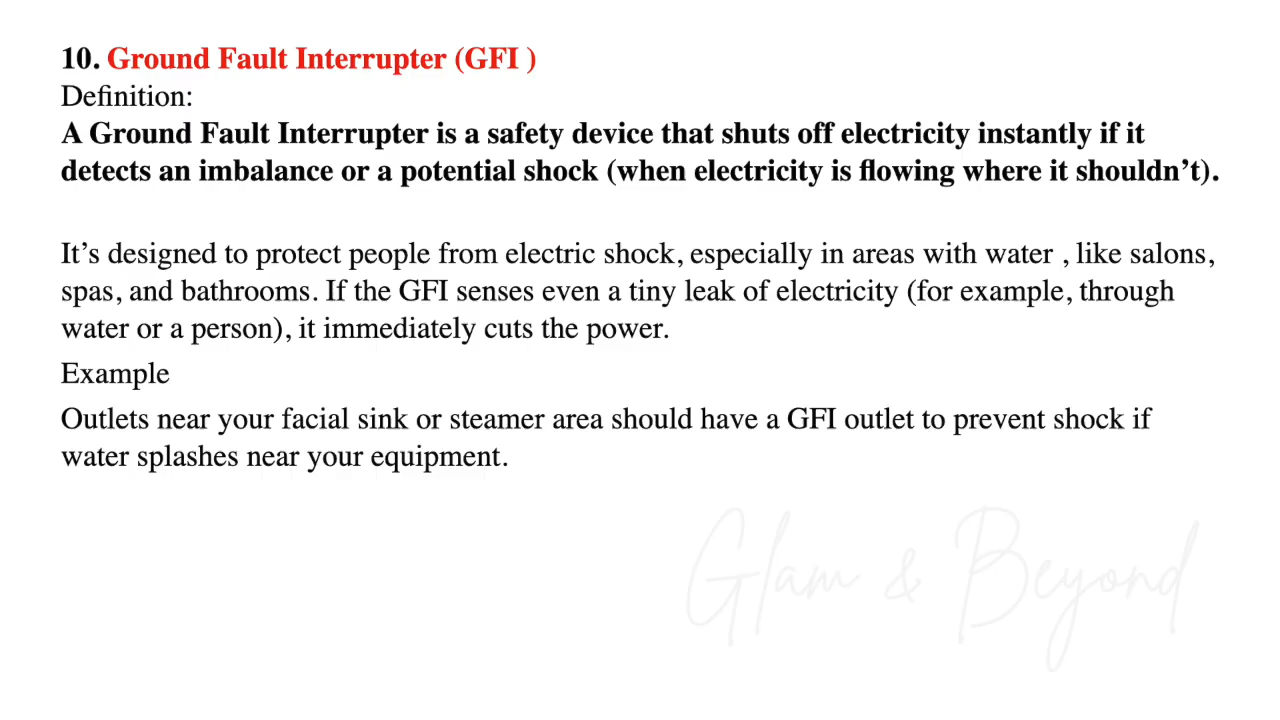 10. Ground Fault Interrupter (GFI )
Definition:
A Ground Fault Interrupter is a safety device that shuts off electricity instantly if it
detects an imbalance or a potential shock (when electricity is flowing where it shouldn’t).
It’s designed to protect people from electric shock, especially in areas with water , like salons,
spas, and bathrooms. If the GFI senses even a tiny leak of electricity (for example, through
water or a person), it immediately cuts the power.
Example
Outlets near your facial sink or steamer area should have a GFI outlet to prevent shock if
water splashes near your equipment.
Glam & Beyond